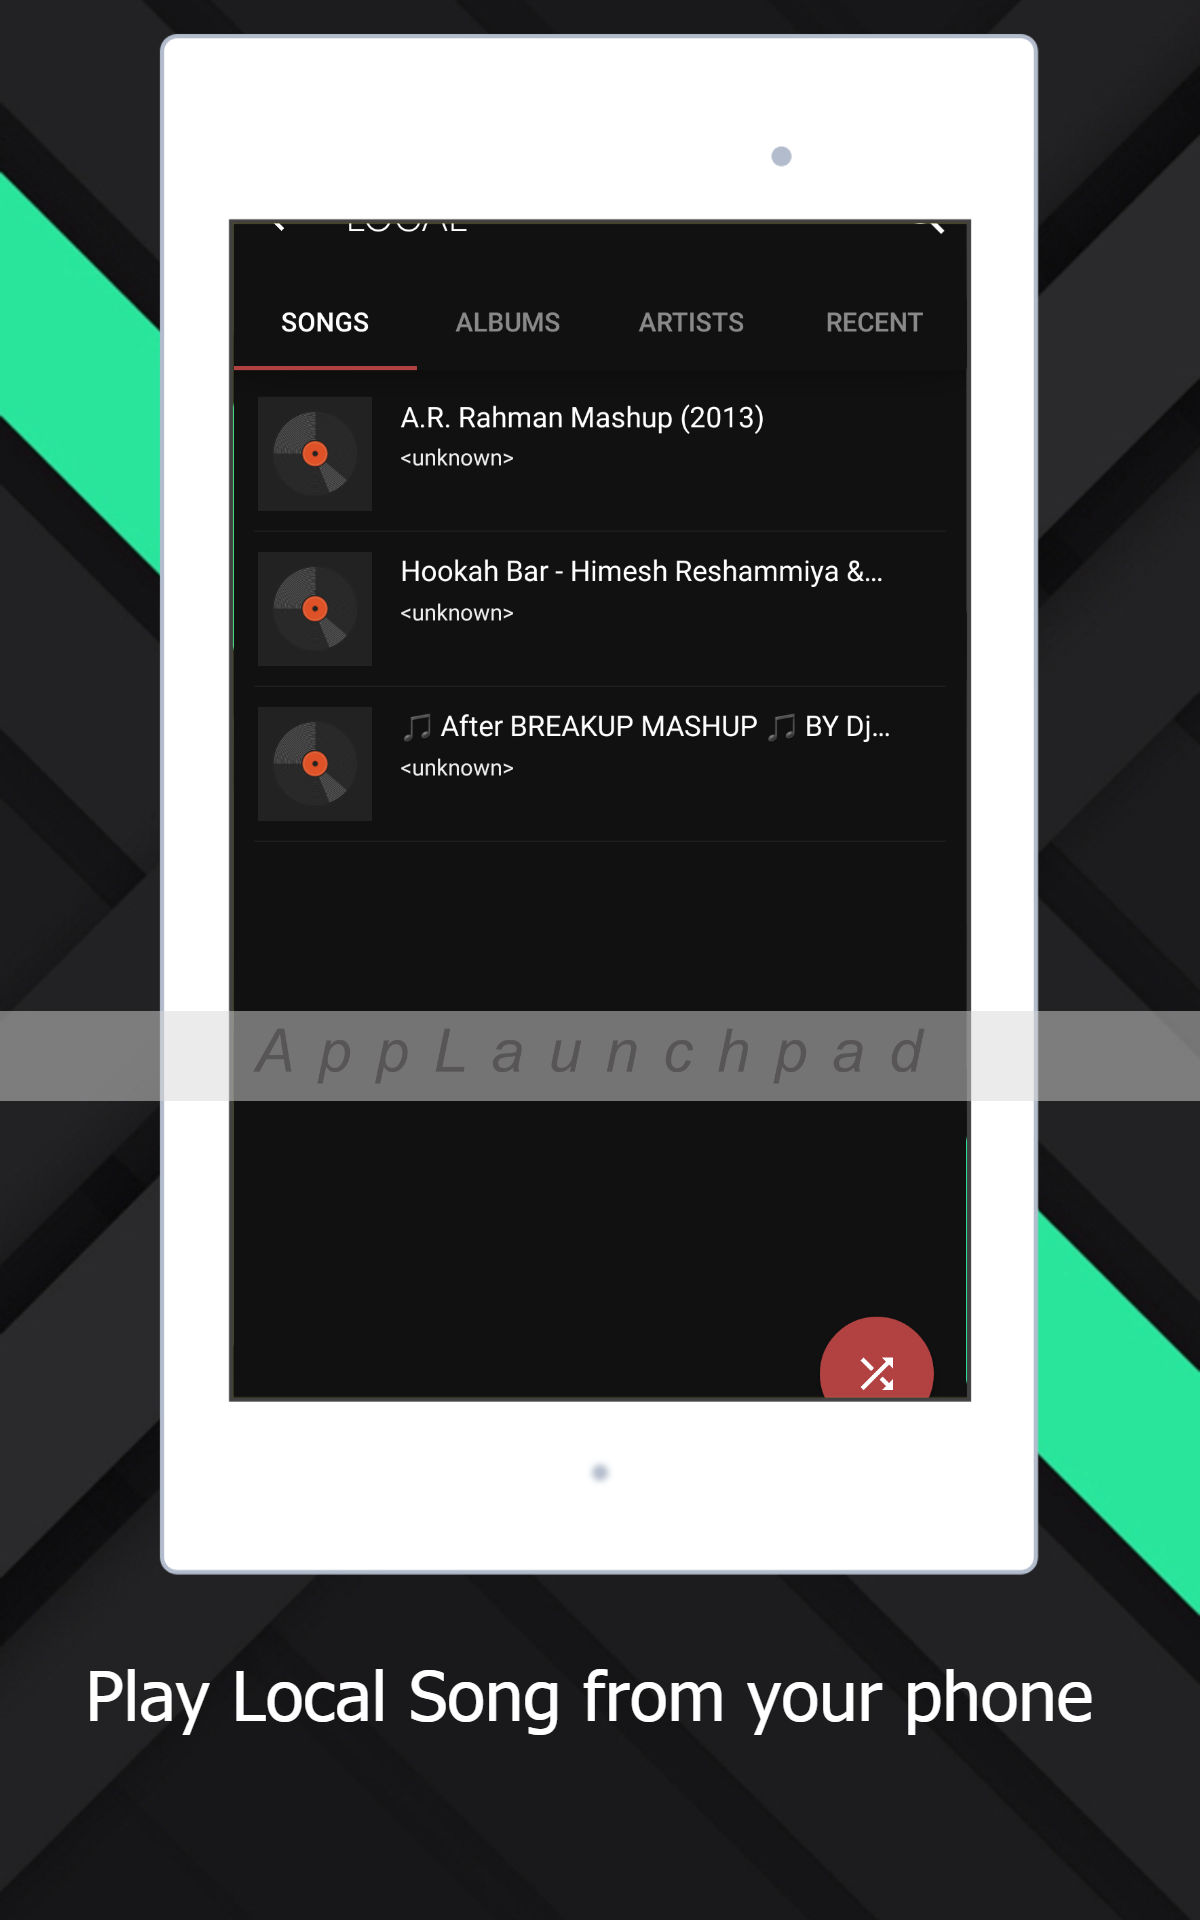 LOCAL
SONGS ALBUMS ARTISTS RECENT
A.R. Rahman Mashup (2013)
<unknown>
Hookah Bar - Himesh Reshammiya &...
<unknown>
🎵 After BREAKUP MASHUP 🎵 BY Dj...
<unknown>
AppLaunchpad
Play Local Song from your phone